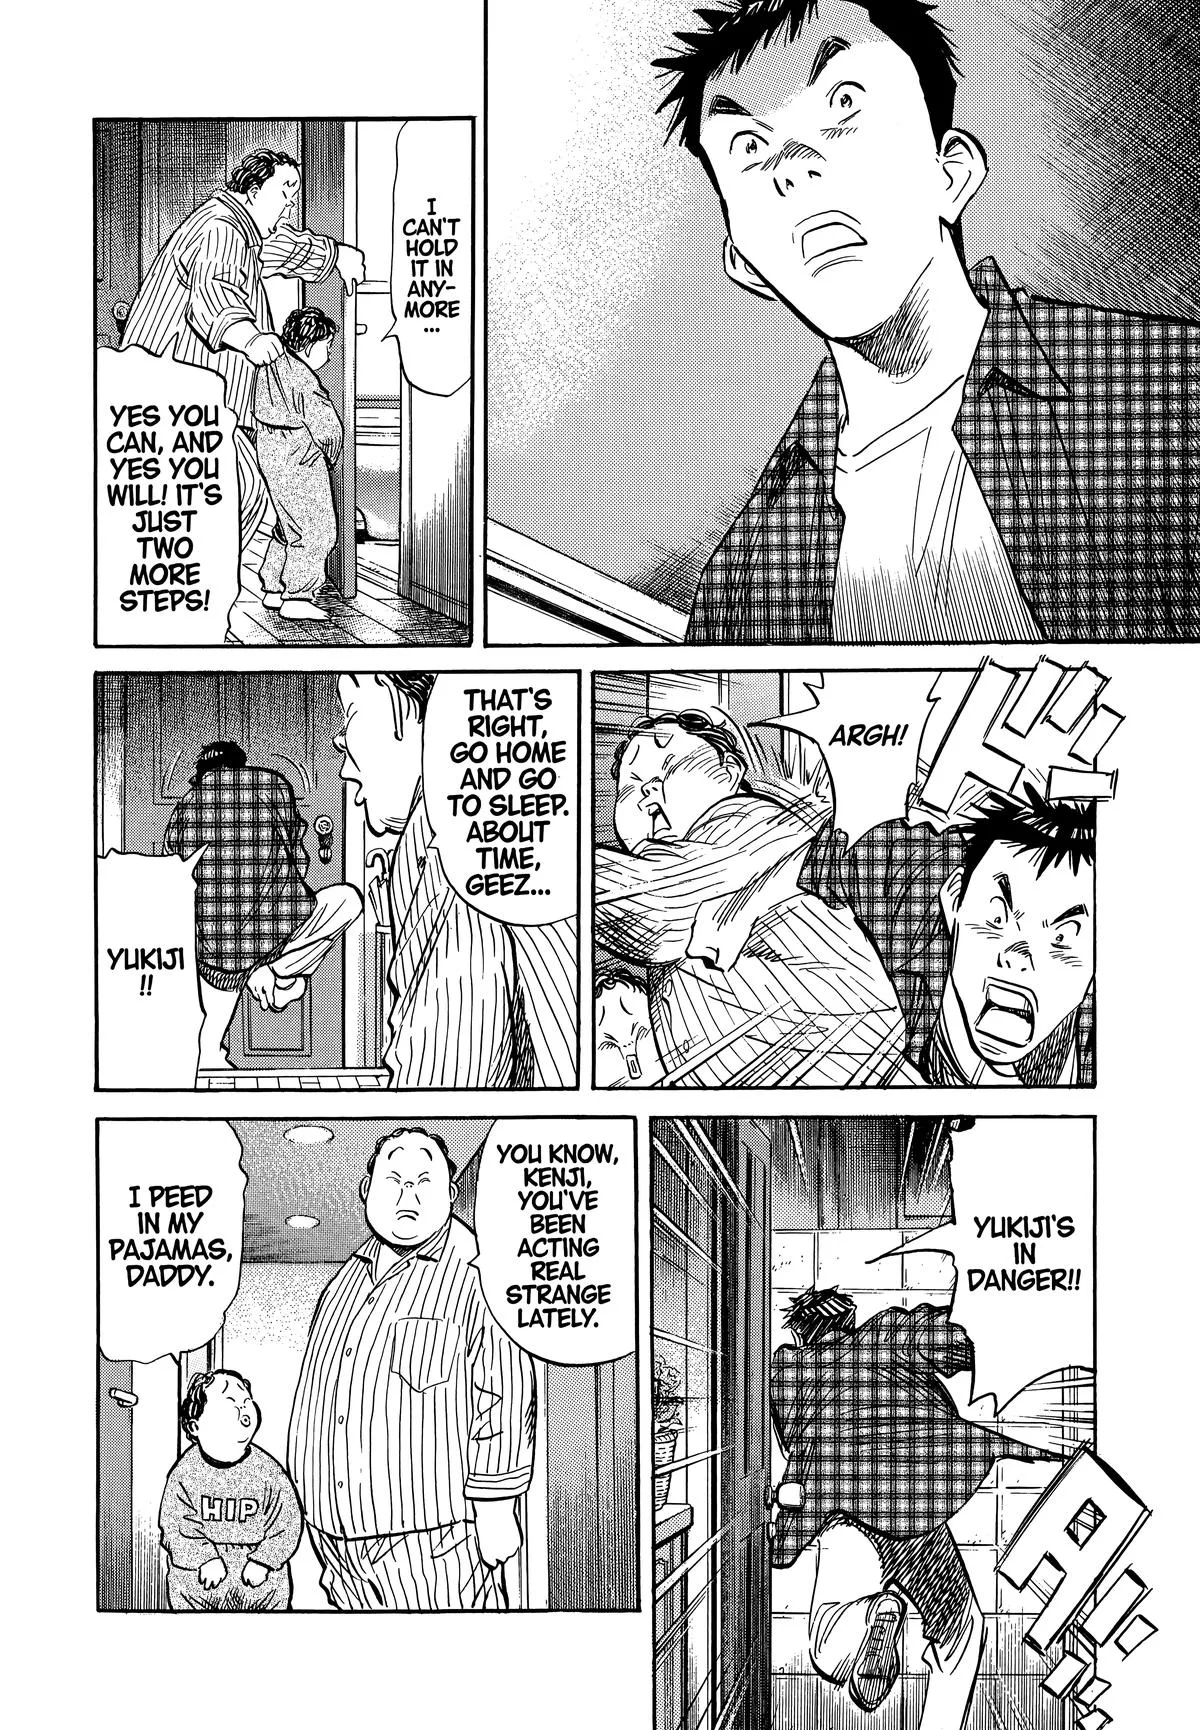 I
CAN'T
HOLD
IT IN
ANY-
MORE
...
YES YOU
CAN, AND
YES YOU
WILL! IT'S
JUST
TWO
MORE
STEPS!
ARGH!
THAT'S
RIGHT,
GO HOME
AND GO
TO SLEEP.
ABOUT
TIME,
GEEZ...
YUKIJI
!!
YUKIJI'S
IN
DANGER!!
YOU KNOW,
KENJI,
YOU'VE
BEEN
ACTING
REAL
STRANGE
LATELY.
I PEED
IN MY
PAJAMAS,
DADDY.
HIP